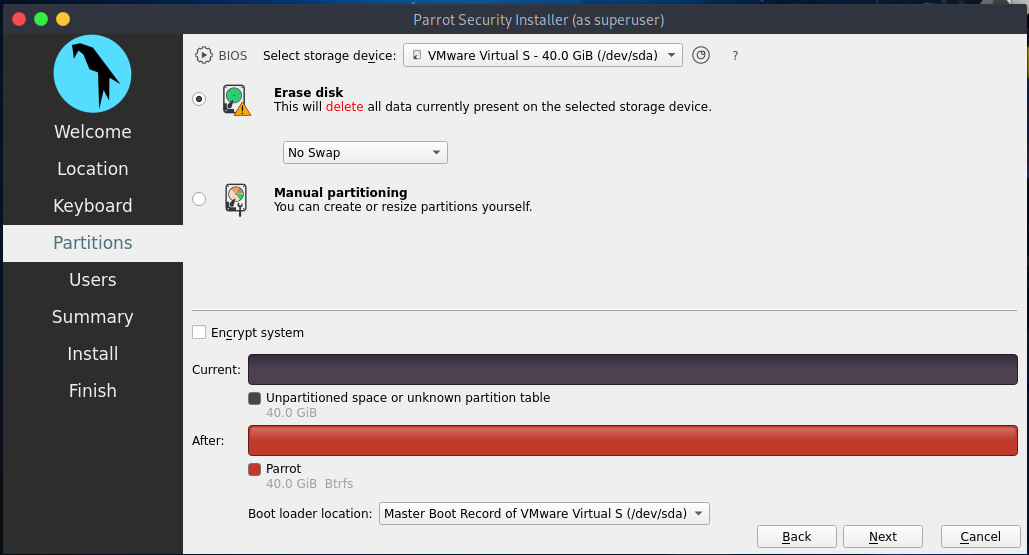 Parrot Security Installer (as superuser)
Welcome
Location
Keyboard
Partitions
Users
Summary
Install
Finish
BIOS Select storage device: VMware Virtual S - 40.0 GiB (/dev/sda) ?
Erase disk
This will delete all data currently present on the selected storage device.
No Swap
Manual partitioning
You can create or resize partitions yourself.
Encrypt system
Current:
Unpartitioned space or unknown partition table
40.0 GiB
After:
Parrot
40.0 GiB Btrfs
Boot loader location: Master Boot Record of VMware Virtual S (/dev/sda)
Back Next Cancel